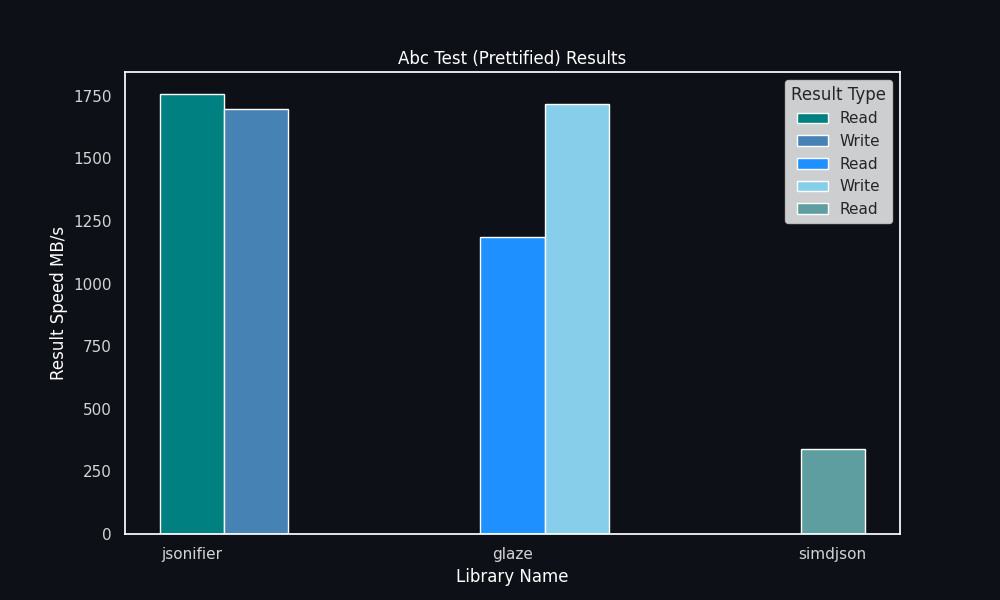 Abc Test (Prettified) Results
Result Type
Read
Write
Read
Write
Read
Result Speed MB/s
1750
1500
1250
1000
750
500
250
0
jsonifier
glaze
simdjson
Library Name